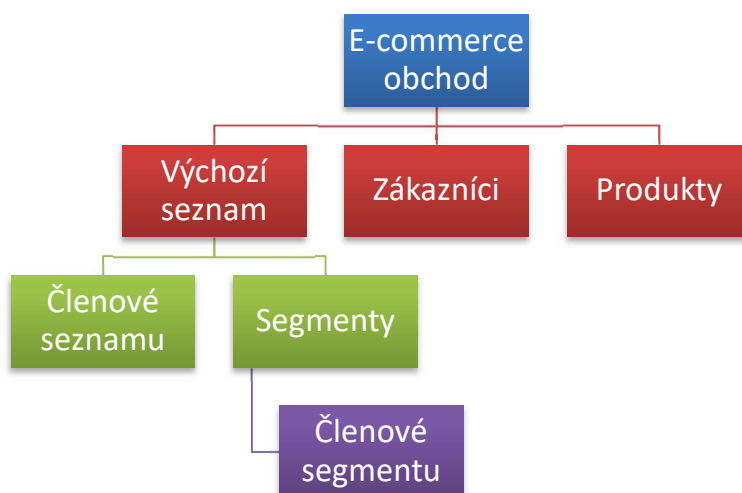 E-commerce
obchod
Výchozí
seznam
Zákazníci
Produkty
Členové
seznamu
Segmenty
Členové
segmentu